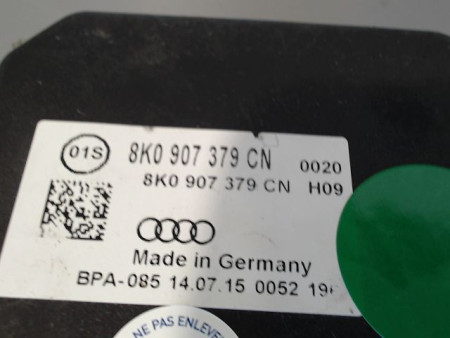 01S
8K0 907 379 CN 0020
8K0 907 379 CN H09
Made in Germany
BPA-085 14.07.15 0052
NE PAS ENLEVER